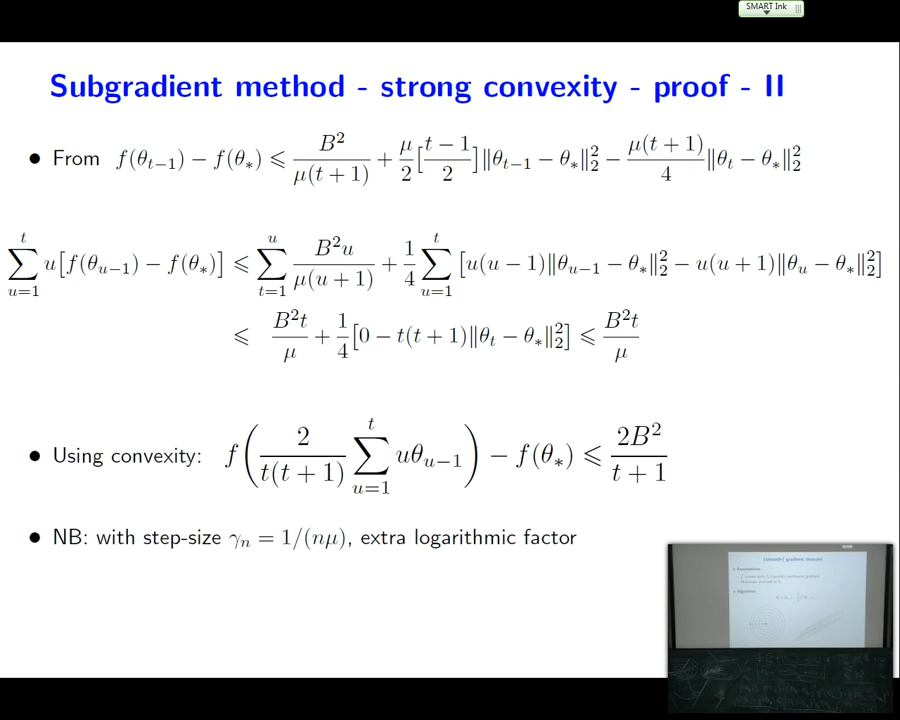 SMART Ink
Subgradient method - strong convexity - proof - II
• From f(θ_{t−1}) − f(θ_*) ⩽ B²/(μ(t+1)) + μ/2[(t−1)/2]‖θ_{t−1} − θ_*‖₂² − μ(t+1)/4 ‖θ_t − θ_*‖₂²
∑_{u=1}^{t} u[f(θ_{u−1}) − f(θ_*)] ⩽ ∑_{t=1}^{u} B²u/(μ(u+1)) + 1/4 ∑_{u=1}^{t} [u(u−1)‖θ_{u−1} − θ_*‖₂² − u(u+1)‖θ_u − θ_*‖₂²]
⩽ B²t/μ + 1/4[0 − t(t+1)‖θ_t − θ_*‖₂²] ⩽ B²t/μ
• Using convexity: f(2/(t(t+1)) ∑_{u=1}^{t} uθ_{u−1}) − f(θ_*) ⩽ 2B²/(t+1)
• NB: with step-size γ_n = 1/(nμ), extra logarithmic factor
(smooth) gradient descent